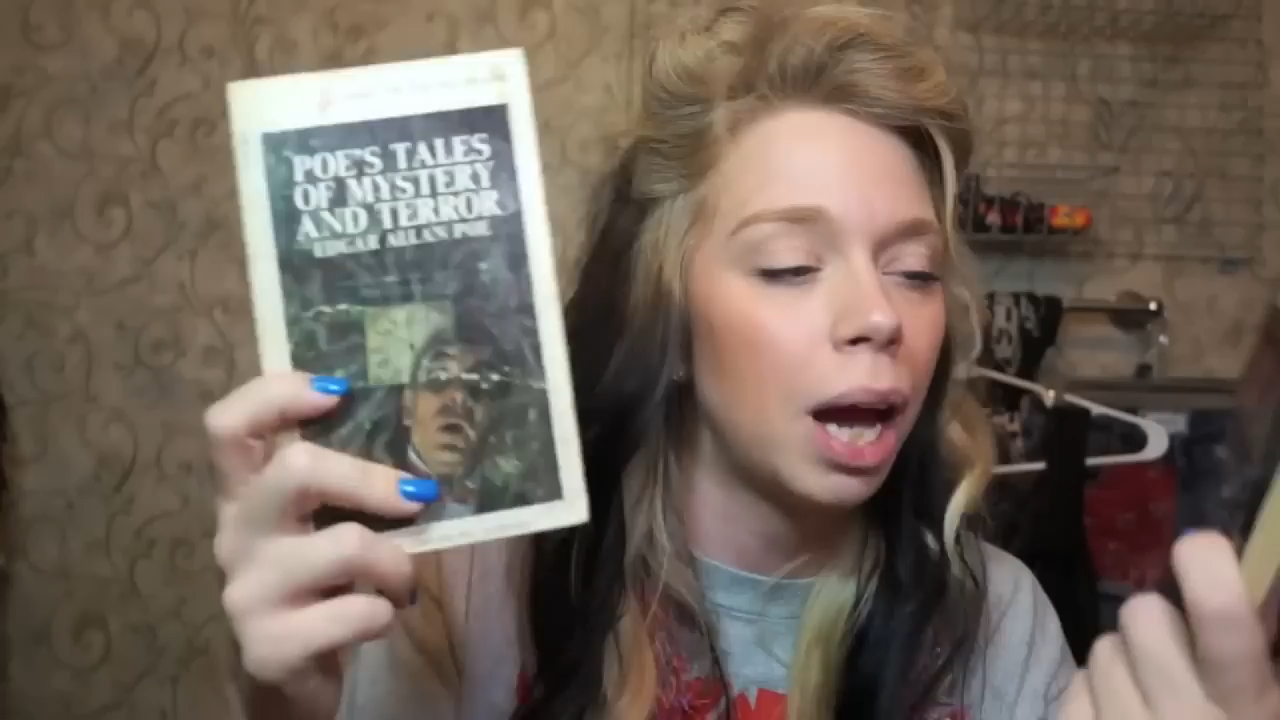 POE'S TALES
OF MYSTERY
AND TERROR
EDGAR ALLAN POE